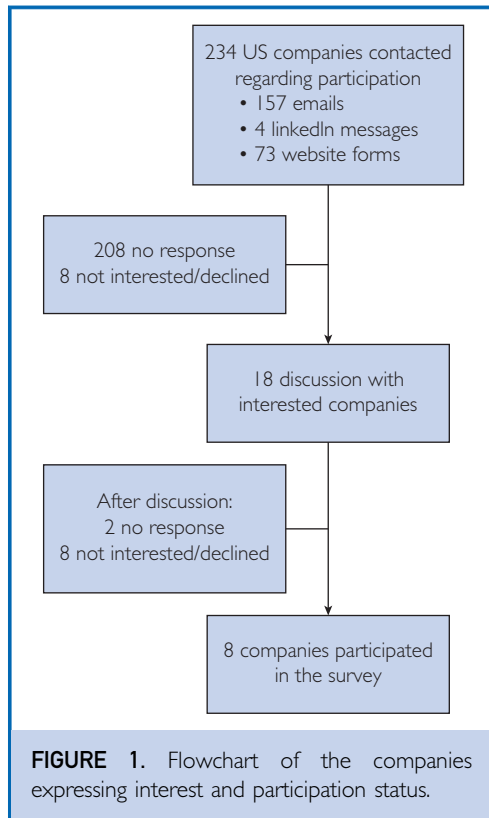 234 US companies contacted
regarding participation
• 157 emails
• 4 linkedIn messages
• 73 website forms
208 no response
8 not interested/declined
18 discussion with
interested companies
After discussion:
2 no response
8 not interested/declined
8 companies participated
in the survey
FIGURE 1. Flowchart of the companies
expressing interest and participation status.